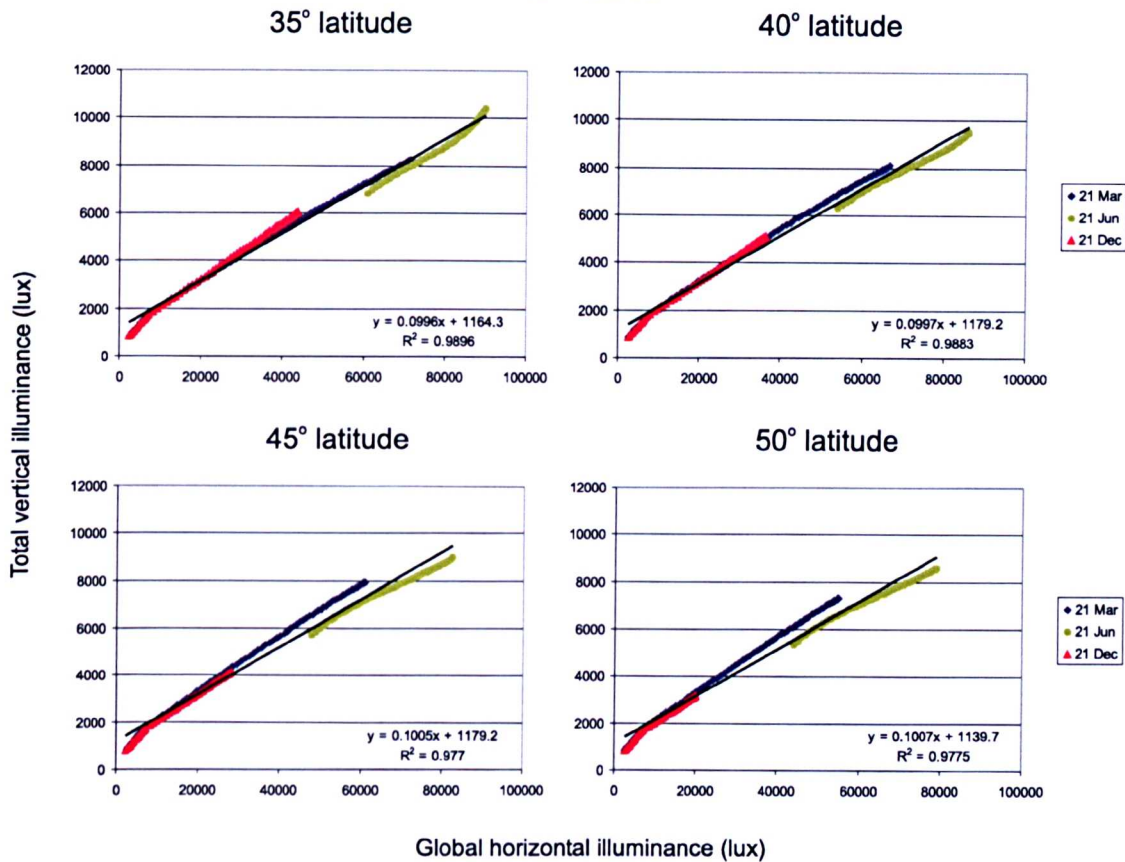 35° latitude
12000
10000
8000
6000
4000
2000
0
0 20000 40000 60000 80000 100000
y = 0.0996x + 1164.3
R² = 0.9896
40° latitude
12000
10000
8000
6000
4000
2000
0
0 20000 40000 60000 80000 100000
y = 0.0997x + 1179.2
R² = 0.9883
21 Mar
21 Jun
21 Dec
Total vertical illuminance (lux)
45° latitude
12000
10000
8000
6000
4000
2000
0
0 20000 40000 60000 80000 100000
y = 0.1005x + 1179.2
R² = 0.977
50° latitude
12000
10000
8000
6000
4000
2000
0
0 20000 40000 60000 80000 100000
y = 0.1007x + 1139.7
R² = 0.9775
21 Mar
21 Jun
21 Dec
Global horizontal illuminance (lux)